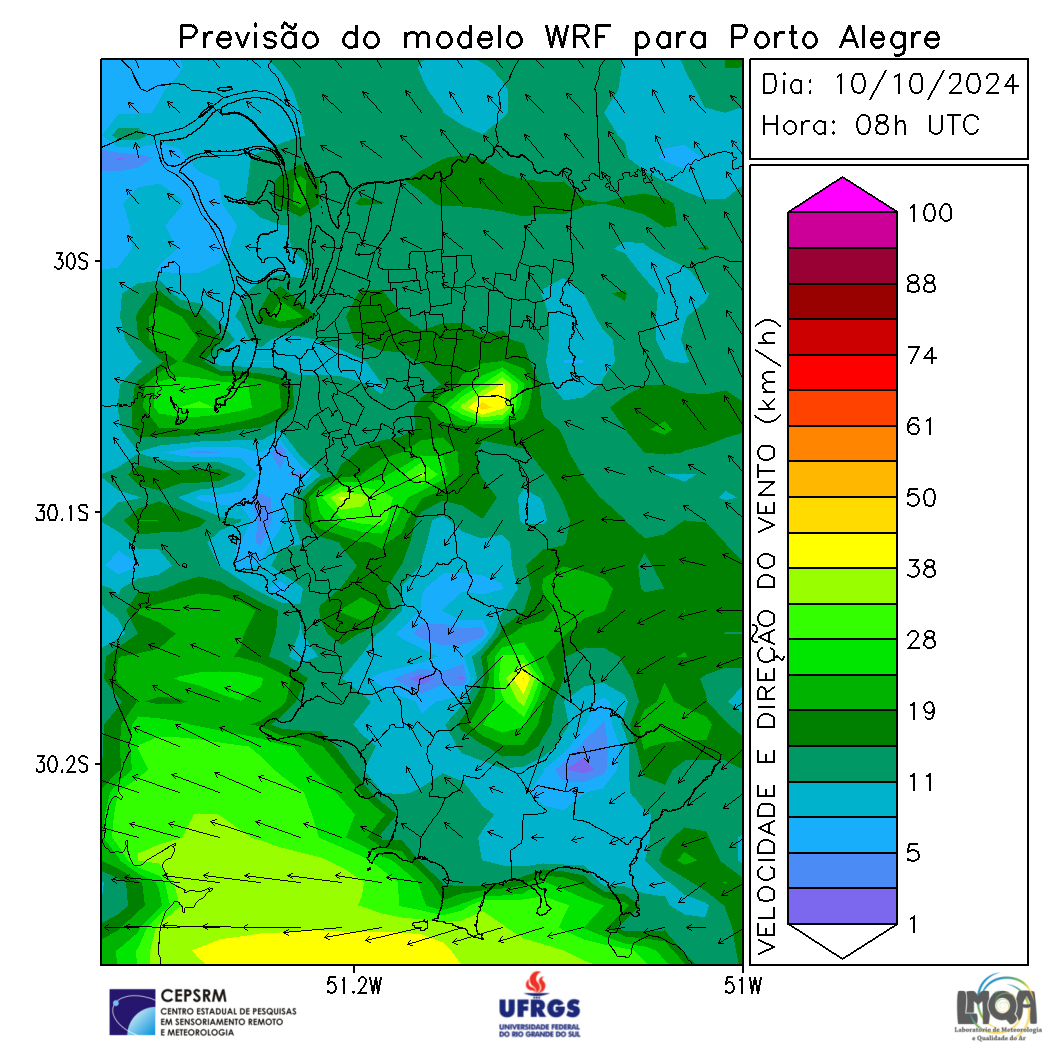 Previsão do modelo WRF para Porto Alegre
Dia: 10/10/2024
Hora: 08h UTC
30S
30.1S
30.2S
51.2W
51W
VELOCIDADE E DIREÇÃO DO VENTO (km/h)
100
88
74
61
50
38
28
19
11
5
1
CEPSRM
CENTRO ESTADUAL DE PESQUISAS
EM SENSORIAMENTO REMOTO
E METEOROLOGIA
UFRGS
UNIVERSIDADE FEDERAL
DO RIO GRANDE DO SUL
LMQA
Laboratório de Meteorologia
e Qualidade do Ar